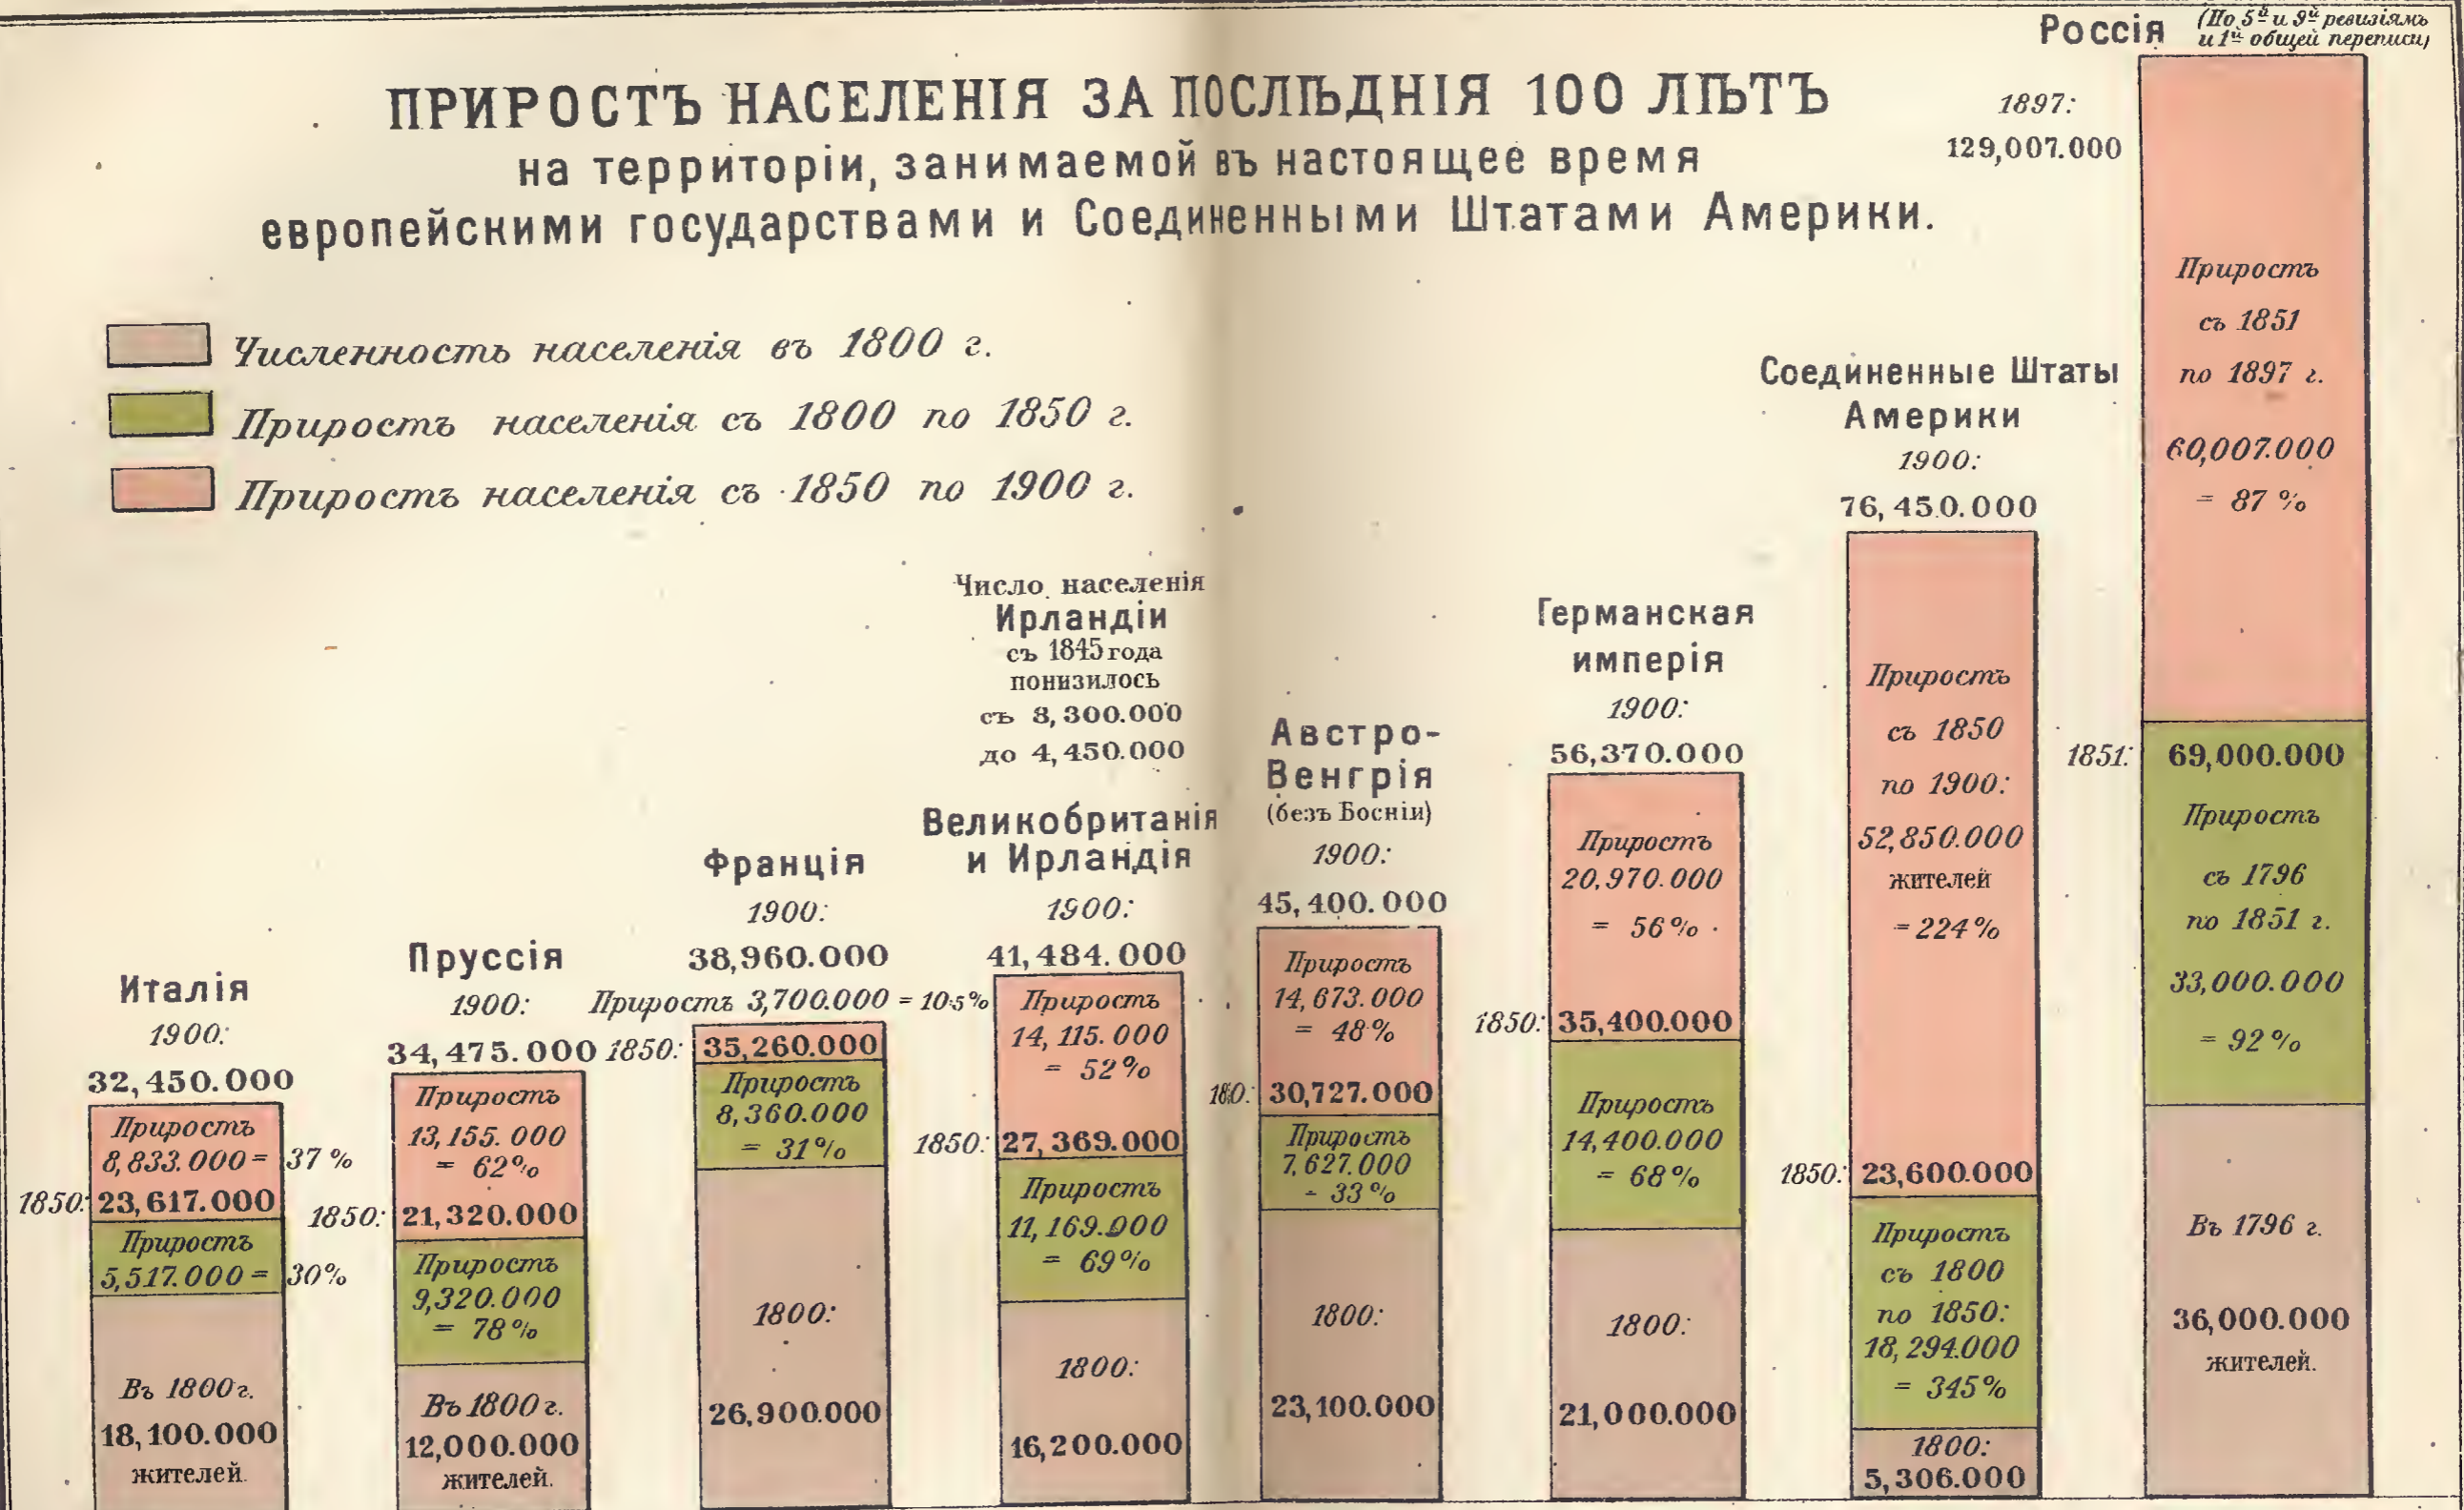 Россія (По 5й и 9й ревизіямъ
и 1й общей переписи)
ПРИРОСТЪ НАСЕЛЕНІЯ ЗА ПОСЛѢДНІЯ 100 ЛѢТЪ
на территоріи, занимаемой въ настоящее время
европейскими государствами и Соединенными Штатами Америки.
Численность населенія въ 1800 г.
Приростъ населенія съ 1800 по 1850 г.
Приростъ населенія съ 1850 по 1900 г.
Италія
1900:
32,450.000
Приростъ
8,833.000 = 37 %
1850: 23,617.000
Приростъ
5,517.000 = 30%
Въ 1800 г.
18,100.000
жителей.
Пруссія
1900:
34,475.000
Приростъ
13,155.000
= 62%
1850: 21,320.000
Приростъ
9,320.000
= 78%
Въ 1800 г.
12,000.000
жителей.
Франція
1900:
38,960.000
Приростъ 3,700.000 = 10·5%
1850: 35,260.000
Приростъ
8,360.000
= 31%
1800:
26,900.000
Число населенія
Ирландіи
съ 1845 года
понизилось
съ 8,300.000
до 4,450.000
Великобританія
и Ирландія
1900:
41,484.000
Приростъ
14,115.000
= 52%
1850: 27,369.000
Приростъ
11,169.000
= 69%
1800:
16,200.000
Австро-
Венгрія
(безъ Босніи)
1900:
45,400.000
Приростъ
14,673.000
= 48%
30,727.000
Приростъ
7,627.000
= 33%
1800:
23,100.000
Германская
имперія
1900:
56,370.000
Приростъ
20,970.000
= 56%
1850: 35,400.000
Приростъ
14,400.000
= 68%
1800:
21,000.000
Соединенные Штаты
Америки
1900:
76,450.000
Приростъ
съ 1850
по 1900:
52,850.000
жителей
= 224%
1850: 23,600.000
Приростъ
съ 1800
по 1850:
18,294.000
= 345%
1800:
5,306.000
1897:
129,007.000
Приростъ
съ 1851
по 1897 г.
60,007.000
= 87 %
1851: 69,000.000
Приростъ
съ 1796
по 1851 г.
33,000.000
= 92%
Въ 1796 г.
36,000.000
жителей.